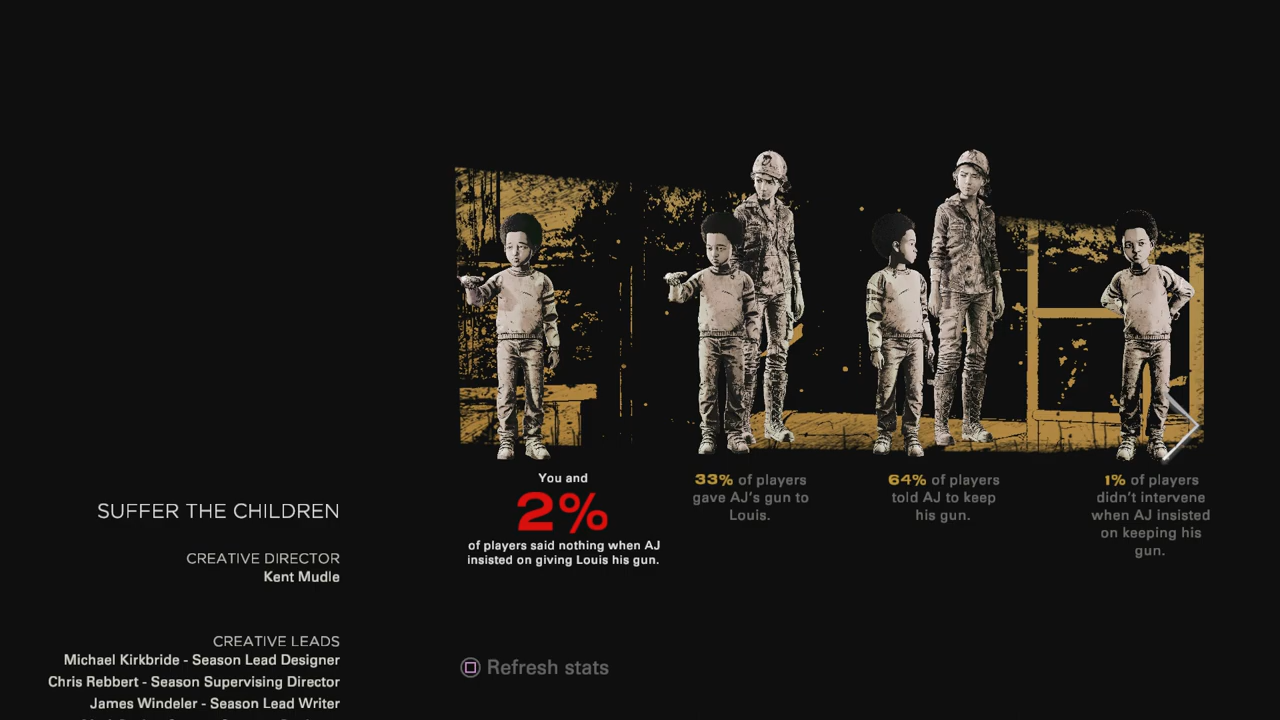 SUFFER THE CHILDREN
CREATIVE DIRECTOR
Kent Mudle
CREATIVE LEADS
Michael Kirkbride - Season Lead Designer
Chris Rebbert - Season Supervising Director
James Windeler - Season Lead Writer
You and
2%
of players said nothing when AJ
insisted on giving Louis his gun.
33% of players
gave AJ's gun to
Louis.
64% of players
told AJ to keep
his gun.
1% of players
didn't intervene
when AJ insisted
on keeping his
gun.
Refresh stats